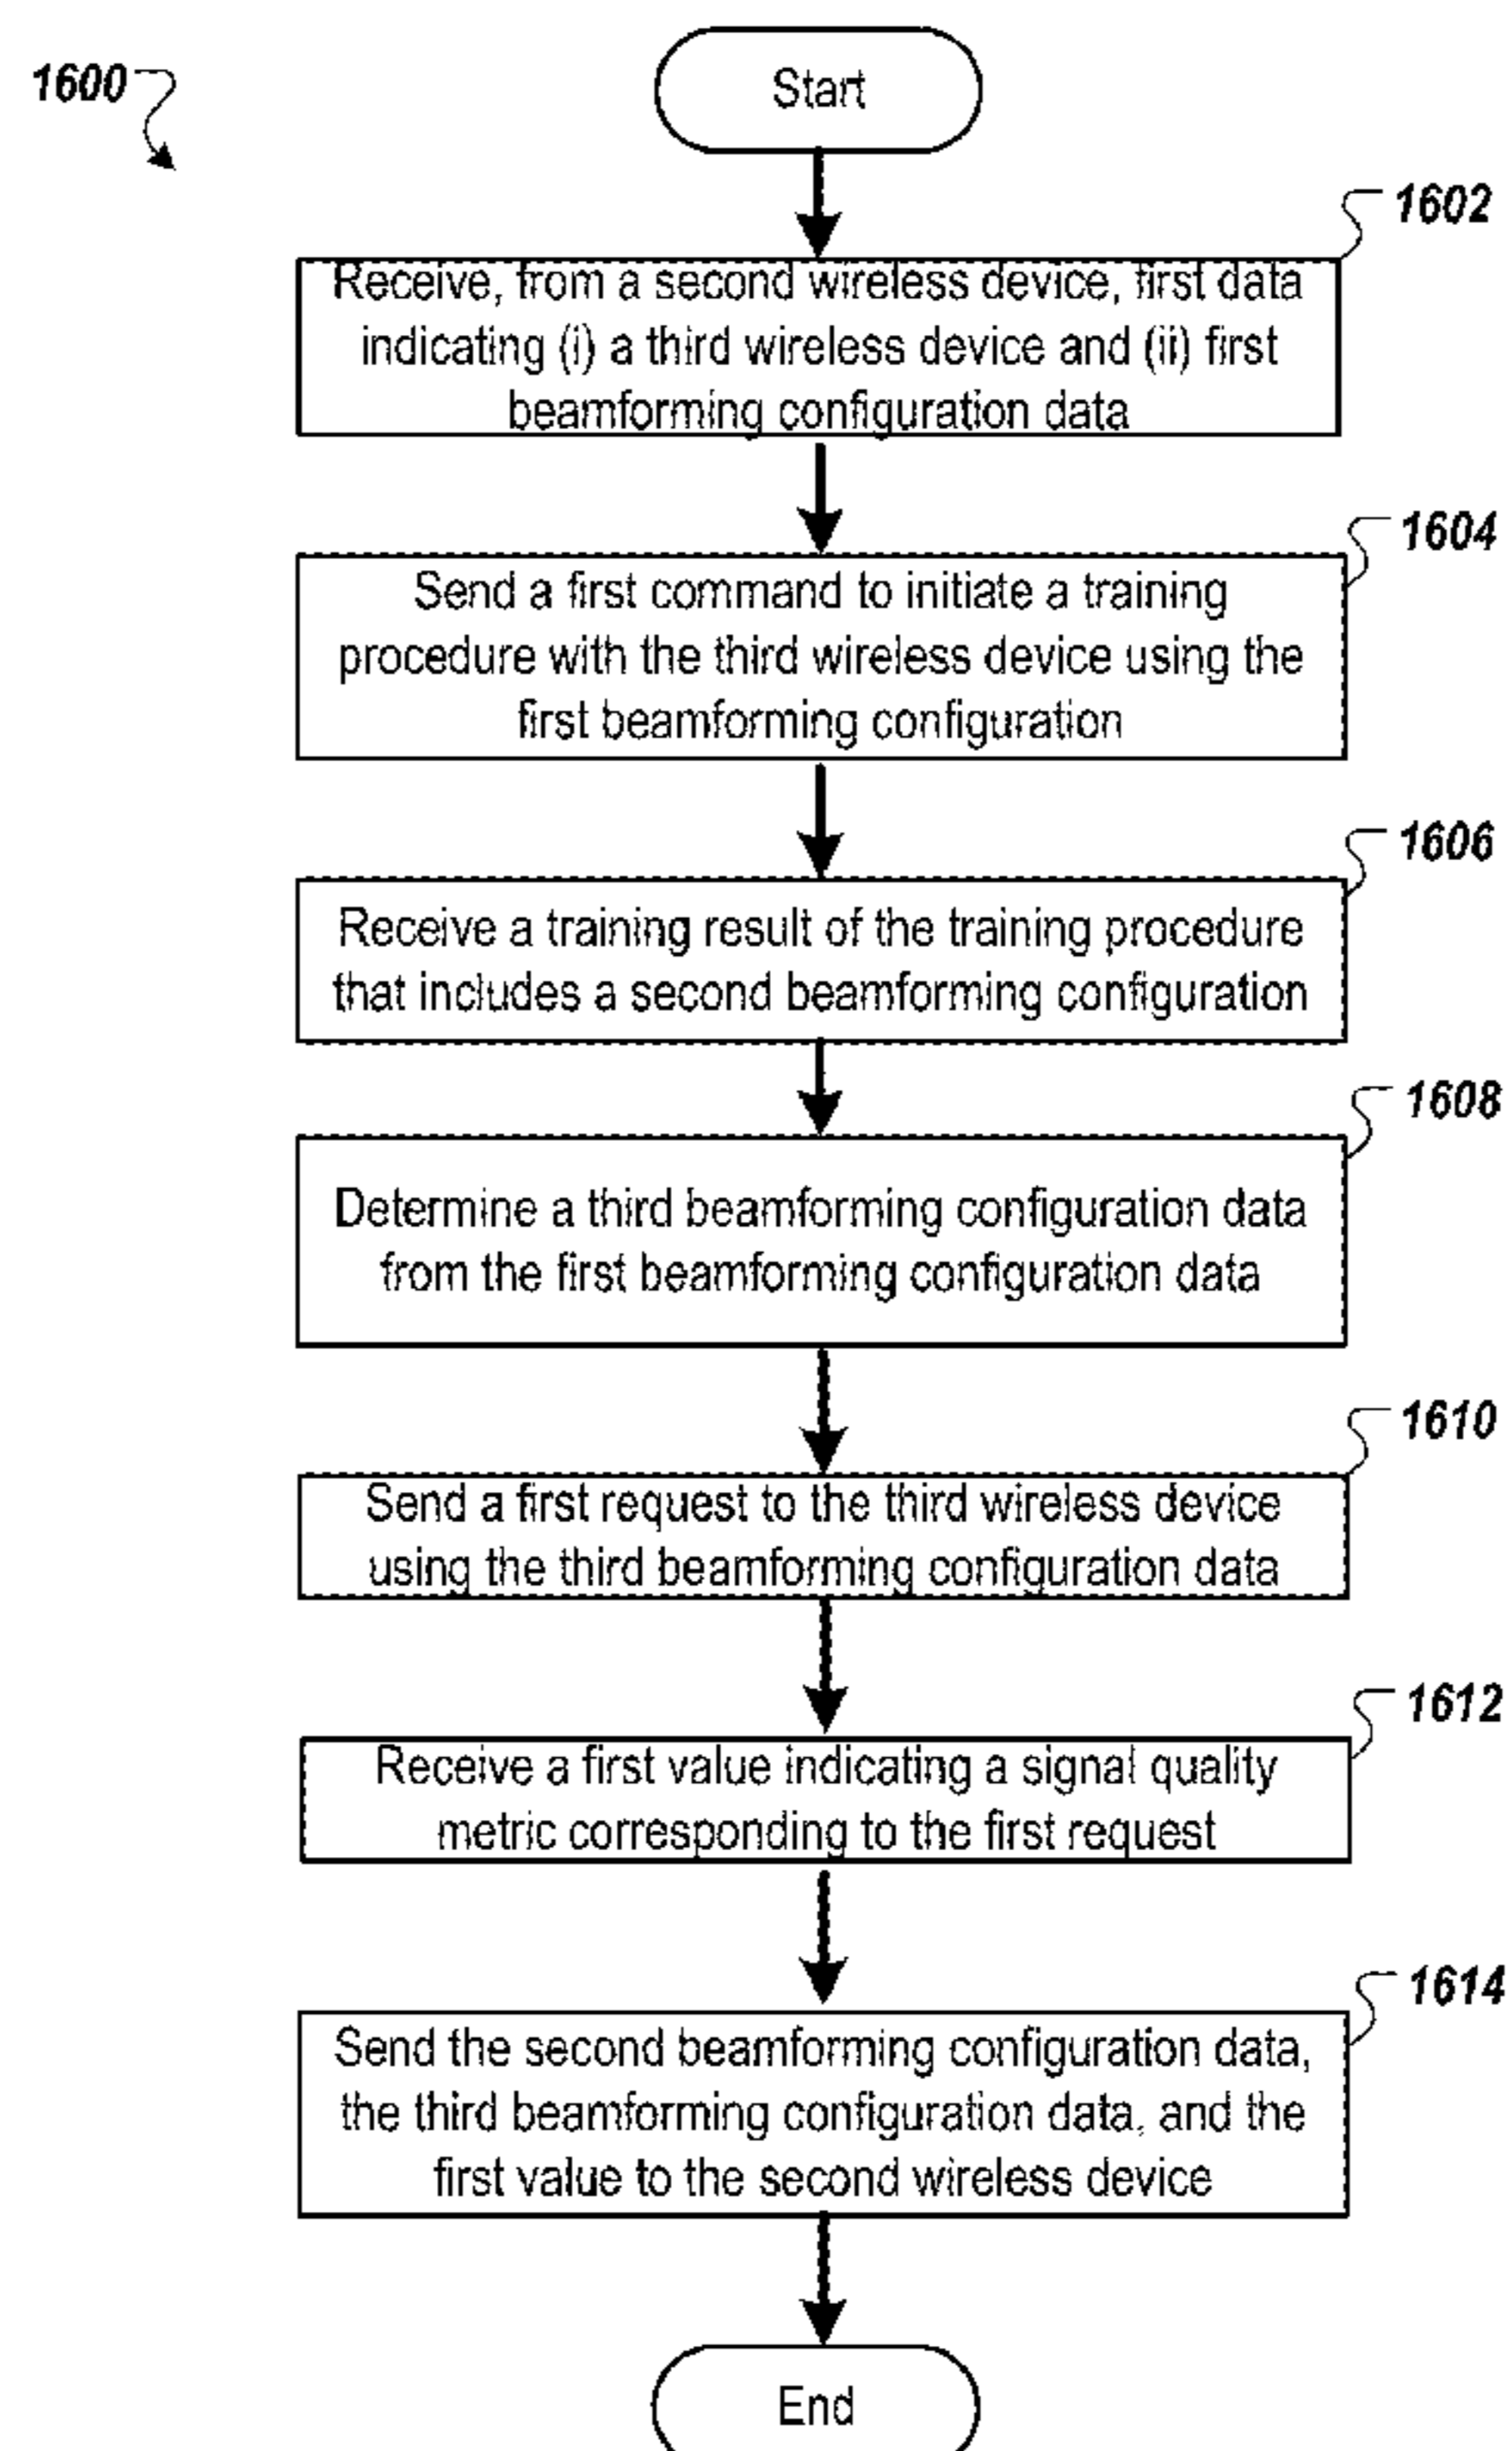 1600
Start
1602
Receive, from a second wireless device, first data
indicating (i) a third wireless device and (ii) first
beamforming configuration data
1604
Send a first command to initiate a training
procedure with the third wireless device using the
first beamforming configuration
1606
Receive a training result of the training procedure
that includes a second beamforming configuration
1608
Determine a third beamforming configuration data
from the first beamforming configuration data
1610
Send a first request to the third wireless device
using the third beamforming configuration data
1612
Receive a first value indicating a signal quality
metric corresponding to the first request
1614
Send the second beamforming configuration data,
the third beamforming configuration data, and the
first value to the second wireless device
End